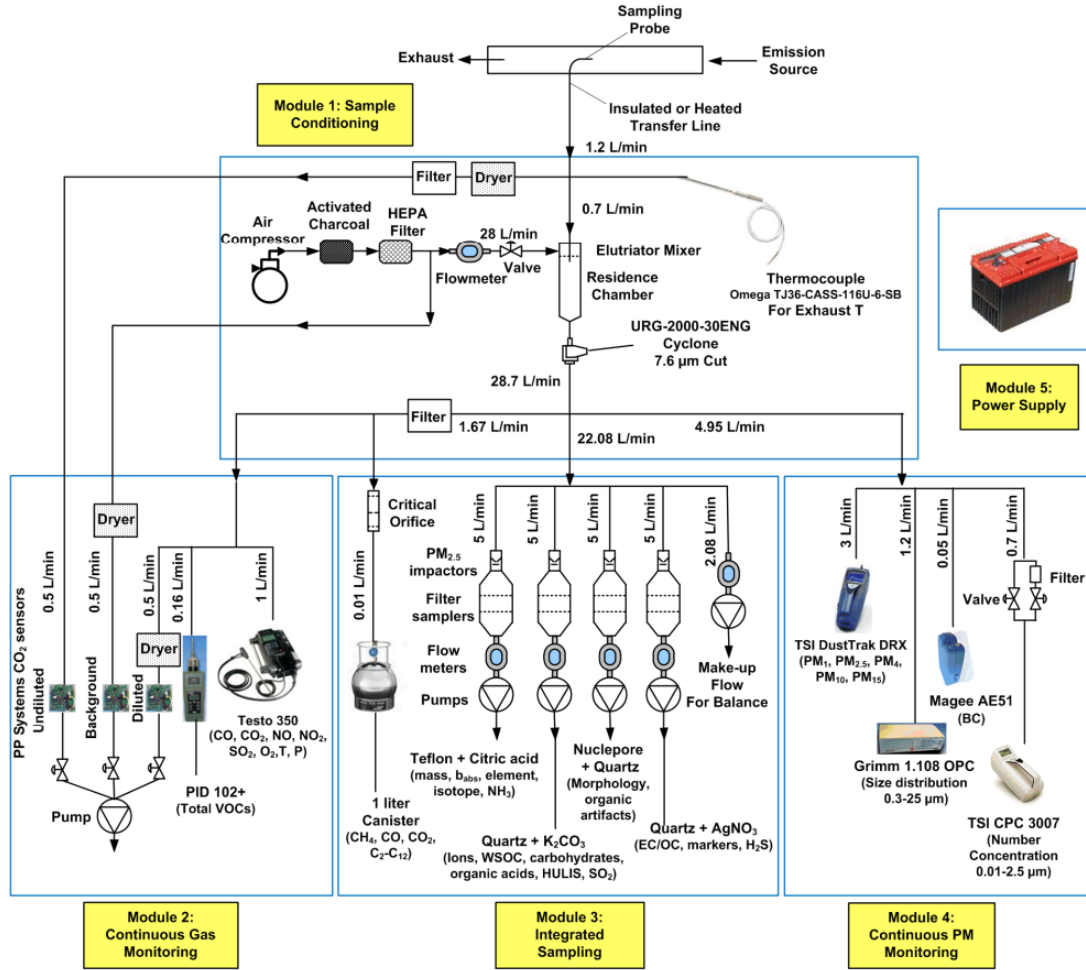 Sampling
Probe
Exhaust
Emission
Source
Module 1: Sample
Conditioning
Insulated or Heated
Transfer Line
1.2 L/min
Filter
Dryer
0.7 L/min
Activated
Charcoal
HEPA
Filter
Air
Compressor
28 L/min
Flowmeter
Valve
Elutriator Mixer
Residence
Chamber
Thermocouple
Omega TJ36-CASS-116U-6-SB
For Exhaust T
URG-2000-30ENG
Cyclone
7.6 µm Cut
28.7 L/min
Module 5:
Power Supply
Filter
1.67 L/min
4.95 L/min
22.08 L/min
Dryer
0.5 L/min
0.5 L/min
0.5 L/min
0.16 L/min
1 L/min
Dryer
PP Systems CO₂ sensors
Undiluted
Background
Diluted
Testo 350
(CO, CO₂, NO, NO₂,
SO₂, O₂,T, P)
PID 102+
(Total VOCs)
Pump
Critical
Orifice
0.01 L/min
1 liter
Canister
(CH₄, CO, CO₂,
C₂-C₁₂)
5 L/min
5 L/min
5 L/min
5 L/min
2.08 L/min
PM₂.₅
impactors
Filter
samplers
Flow
meters
Pumps
Make-up
Flow
For Balance
Teflon + Citric acid
(mass, bₐbₛ, element,
isotope, NH₃)
Nuclepore
+ Quartz
(Morphology,
organic
artifacts)
Quartz + K₂CO₃
(Ions, WSOC, carbohydrates,
organic acids, HULIS, SO₂)
Quartz + AgNO₃
(EC/OC, markers, H₂S)
3 L/min
1.2 L/min
0.05 L/min
0.7 L/min
Filter
Valve
TSI DustTrak DRX
(PM₁, PM₂.₅, PM₄,
PM₁₀, PM₁₅)
Magee AE51
(BC)
Grimm 1.108 OPC
(Size distribution
0.3-25 µm)
TSI CPC 3007
(Number
Concentration
0.01-2.5 µm)
Module 2:
Continuous Gas
Monitoring
Module 3:
Integrated
Sampling
Module 4:
Continuous PM
Monitoring